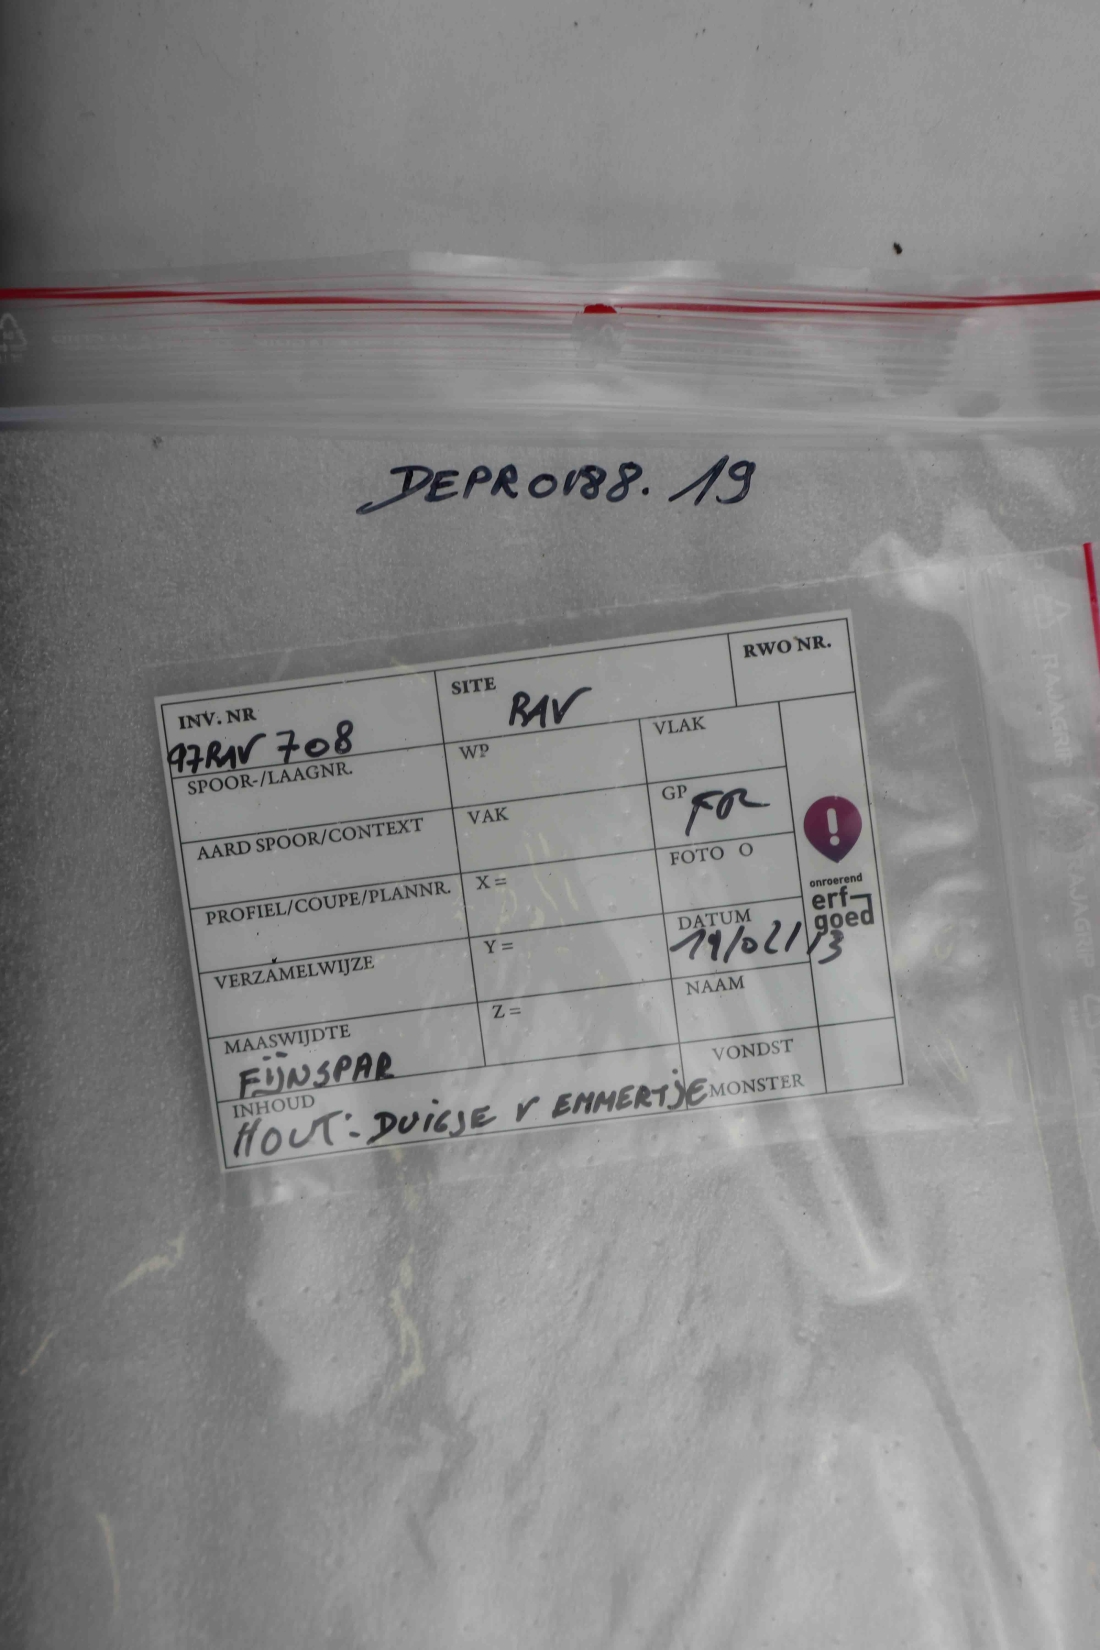 DEPR0188. 19
INV. NR
97RAV 708
SITE
RAV
RWO NR.
SPOOR-/LAAGNR.
WP
VLAK
AARD SPOOR/CONTEXT
VAK
GP
PROFIEL/COUPE/PLANNR.
X =
FOTO O
VERZAMELWIJZE
Y =
DATUM
19/02/13
MAASWIJDTE
FIJNSPAR
Z =
NAAM
INHOUD
HOUT: DUIGJE V EMMERTJE
VONDST
MONSTER
onroerend
erf-
goed